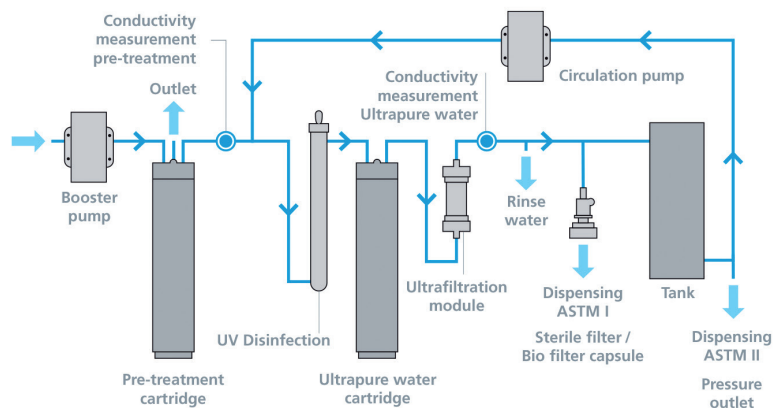 Conductivity
measurement
pre-treatment
Outlet
Booster
pump
Pre-treatment
cartridge
UV Disinfection
Ultrapure water
cartridge
Conductivity
measurement
Ultrapure water
Ultrafiltration
module
Circulation pump
Rinse
water
Dispensing
ASTM I
Sterile filter /
Bio filter capsule
Tank
Dispensing
ASTM II
Pressure
outlet